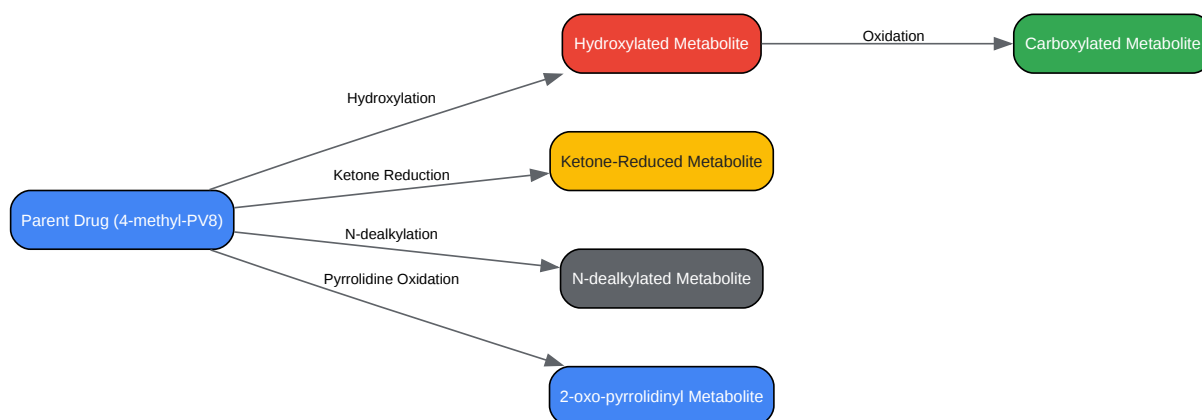 Hydroxylated Metabolite
Oxidation
Carboxylated Metabolite
Hydroxylation
Ketone-Reduced Metabolite
Ketone Reduction
Parent Drug (4-methyl-PV8)
N-dealkylation
N-dealkylated Metabolite
Pyrrolidine Oxidation
2-oxo-pyrrolidinyl Metabolite